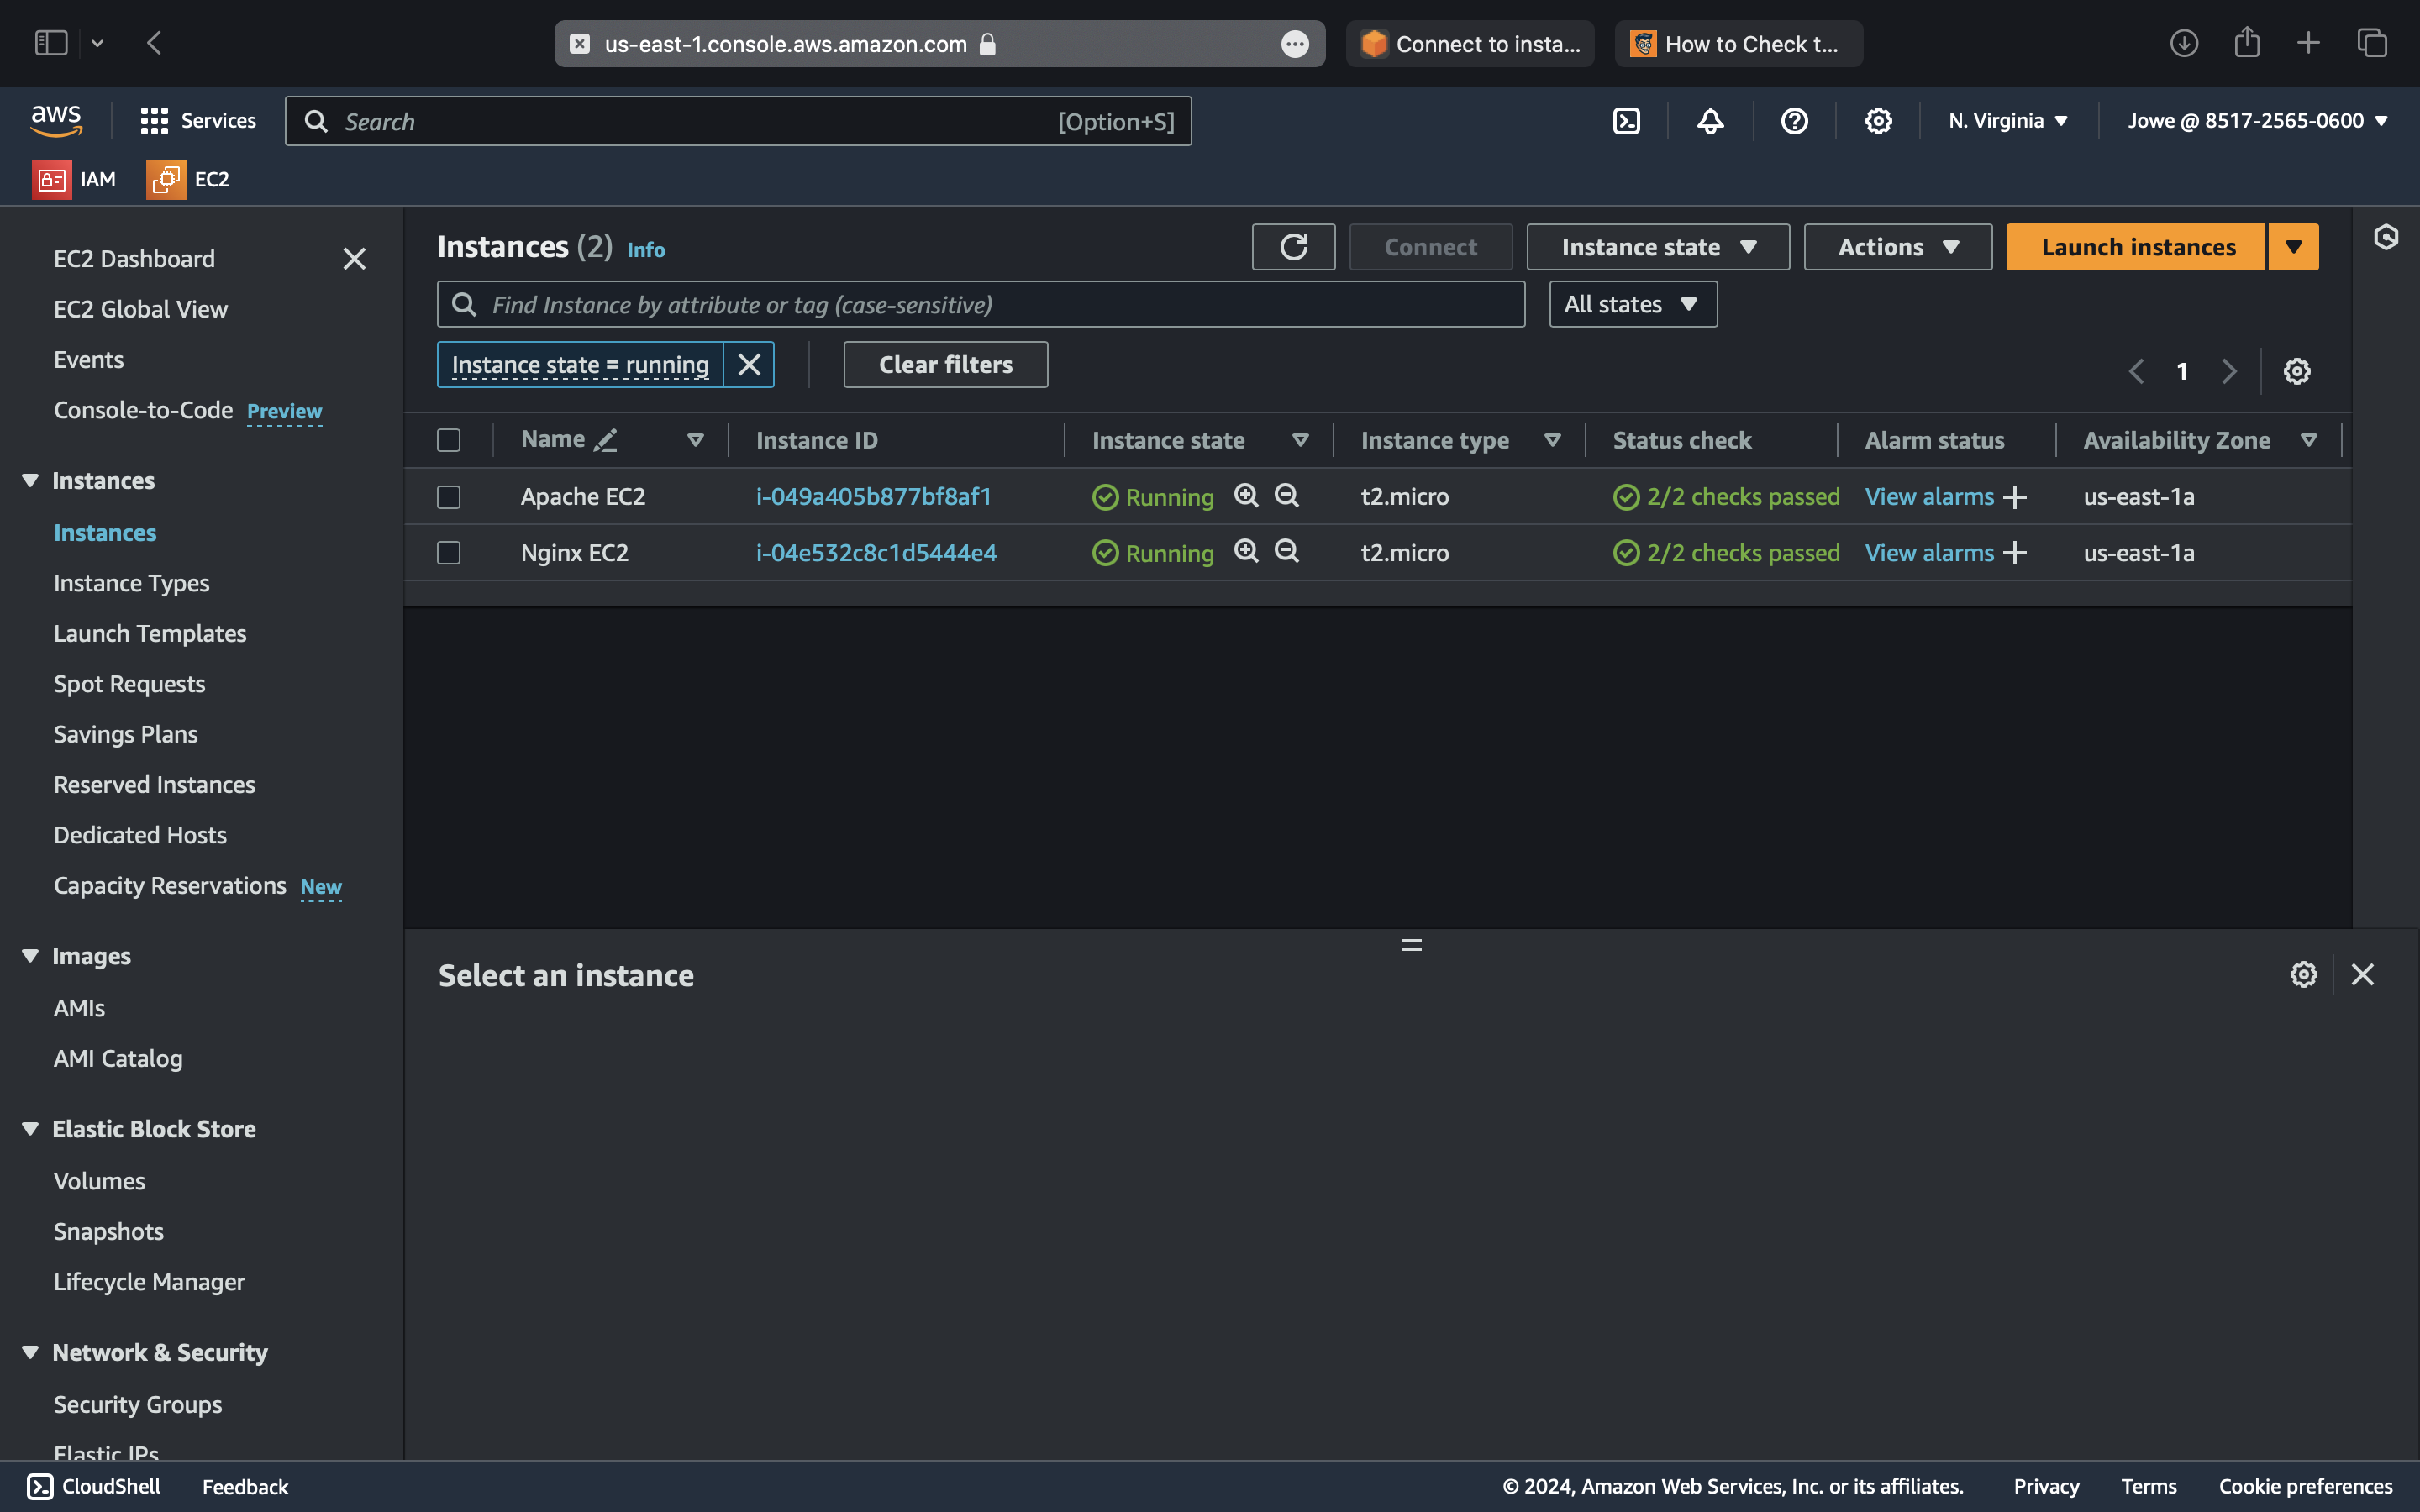 us-east-1.console.aws.amazon.com
Connect to insta...
How to Check t...
aws
Services
Search
[Option+S]
N. Virginia
Jowe @ 8517-2565-0600
IAM
EC2
EC2 Dashboard
EC2 Global View
Events
Console-to-Code Preview
Instances
Instances
Instance Types
Launch Templates
Spot Requests
Savings Plans
Reserved Instances
Dedicated Hosts
Capacity Reservations New
Images
AMIs
AMI Catalog
Elastic Block Store
Volumes
Snapshots
Lifecycle Manager
Network & Security
Security Groups
Elastic IPs
Instances (2) Info
Connect
Instance state
Actions
Launch instances
Find Instance by attribute or tag (case-sensitive)
All states
Instance state = running
Clear filters
1
Name Instance ID Instance state Instance type Status check Alarm status Availability Zone
Apache EC2 i-049a405b877bf8af1 Running t2.micro 2/2 checks passed View alarms us-east-1a
Nginx EC2 i-04e532c8c1d5444e4 Running t2.micro 2/2 checks passed View alarms us-east-1a
Select an instance
CloudShell
Feedback
© 2024, Amazon Web Services, Inc. or its affiliates.
Privacy
Terms
Cookie preferences